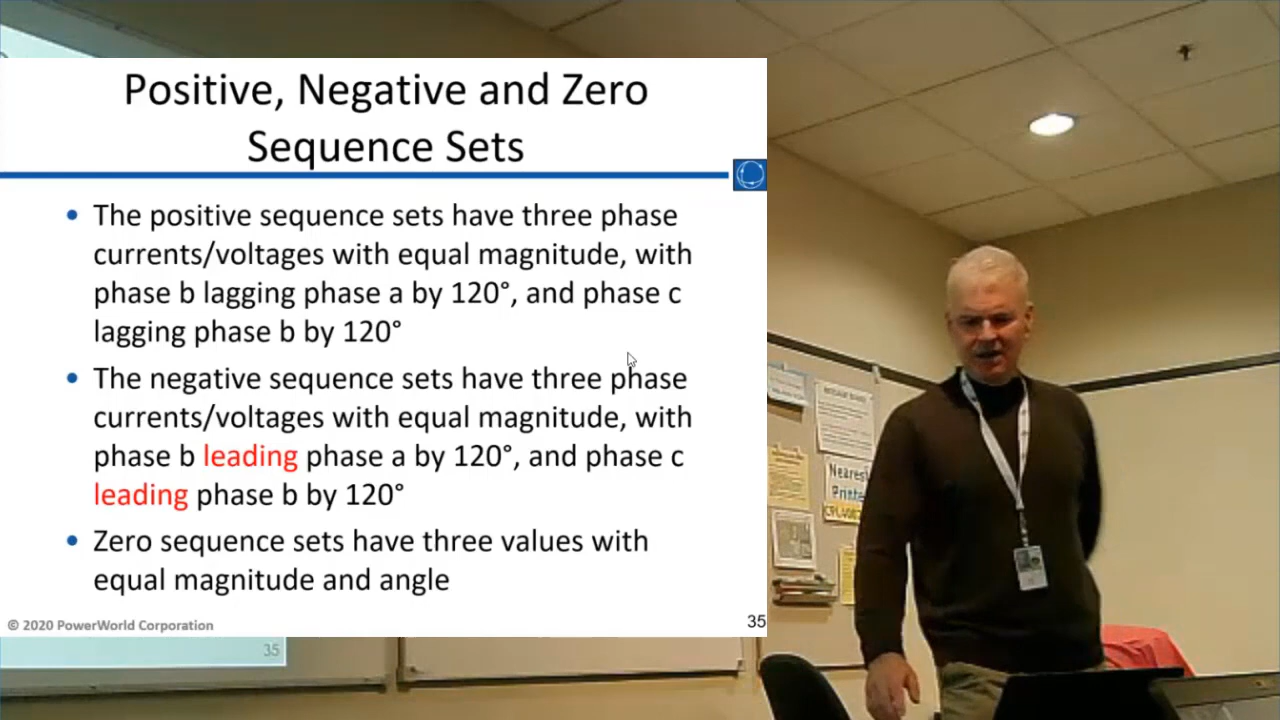 Positive, Negative and Zero
Sequence Sets
• The positive sequence sets have three phase
currents/voltages with equal magnitude, with
phase b lagging phase a by 120°, and phase c
lagging phase b by 120°
• The negative sequence sets have three phase
currents/voltages with equal magnitude, with
phase b leading phase a by 120°, and phase c
leading phase b by 120°
• Zero sequence sets have three values with
equal magnitude and angle
© 2020 PowerWorld Corporation
35
35
Nearest
Printe